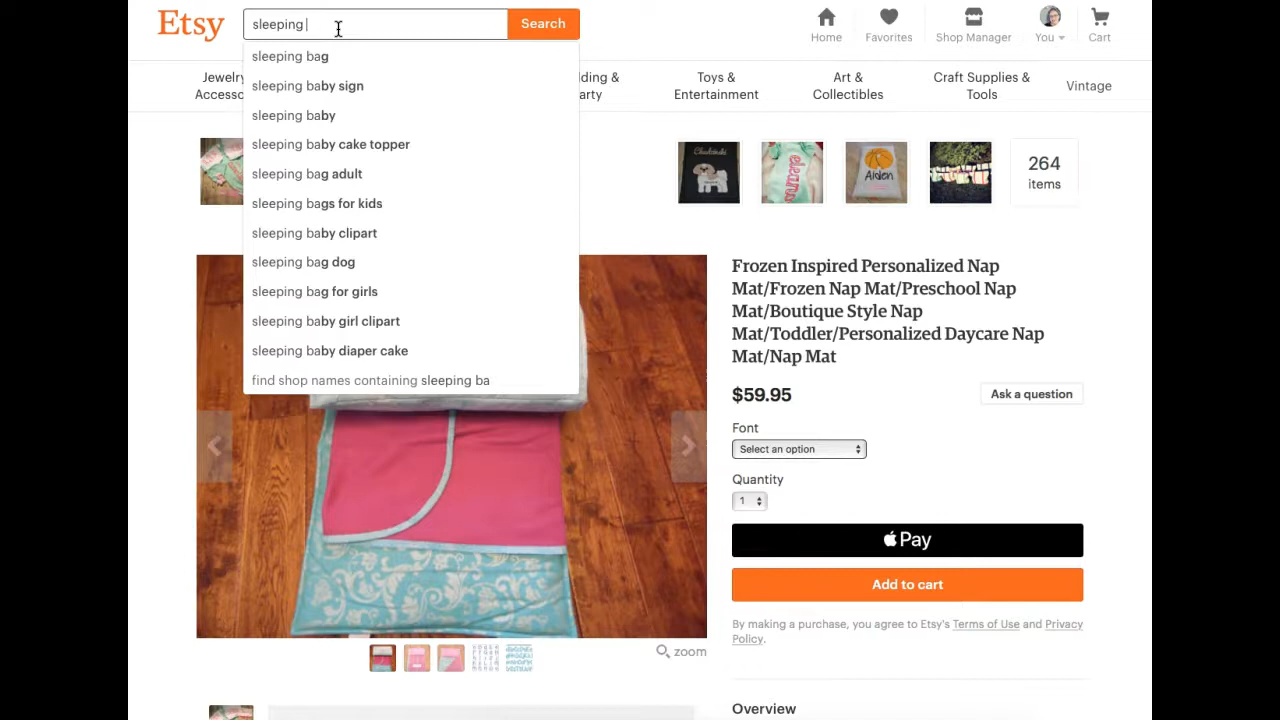 Etsy
sleeping
Search
Home
Favorites
Shop Manager
You
Cart
Jewelry
Accesso
ding &
arty
Toys &
Entertainment
Art &
Collectibles
Craft Supplies &
Tools
Vintage
sleeping bag
sleeping baby sign
sleeping baby
sleeping baby cake topper
sleeping bag adult
sleeping bags for kids
sleeping baby clipart
sleeping bag dog
sleeping bag for girls
sleeping baby girl clipart
sleeping baby diaper cake
find shop names containing sleeping ba
Aiden
264
items
Frozen Inspired Personalized Nap
Mat/Frozen Nap Mat/Preschool Nap
Mat/Boutique Style Nap
Mat/Toddler/Personalized Daycare Nap
Mat/Nap Mat
$59.95
Ask a question
Font
Select an option
Quantity
1
Pay
Add to cart
By making a purchase, you agree to Etsy's Terms of Use and Privacy
Policy.
zoom
Overview